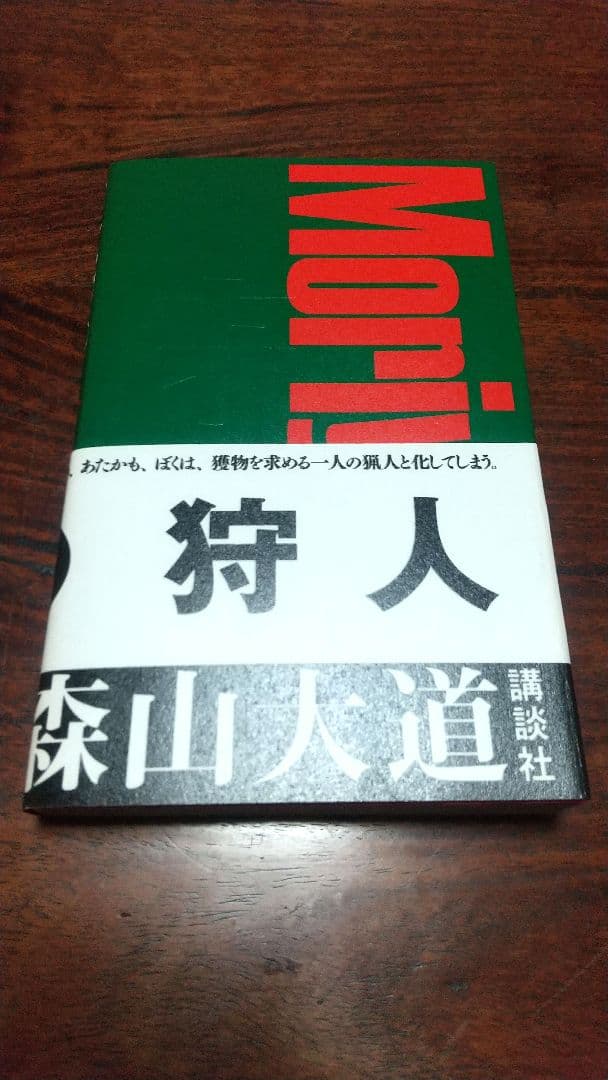 Mori
あたかも、ぼくは、獲物を求める一人の猟人と化してしまう。
狩人
森山大道
講談社